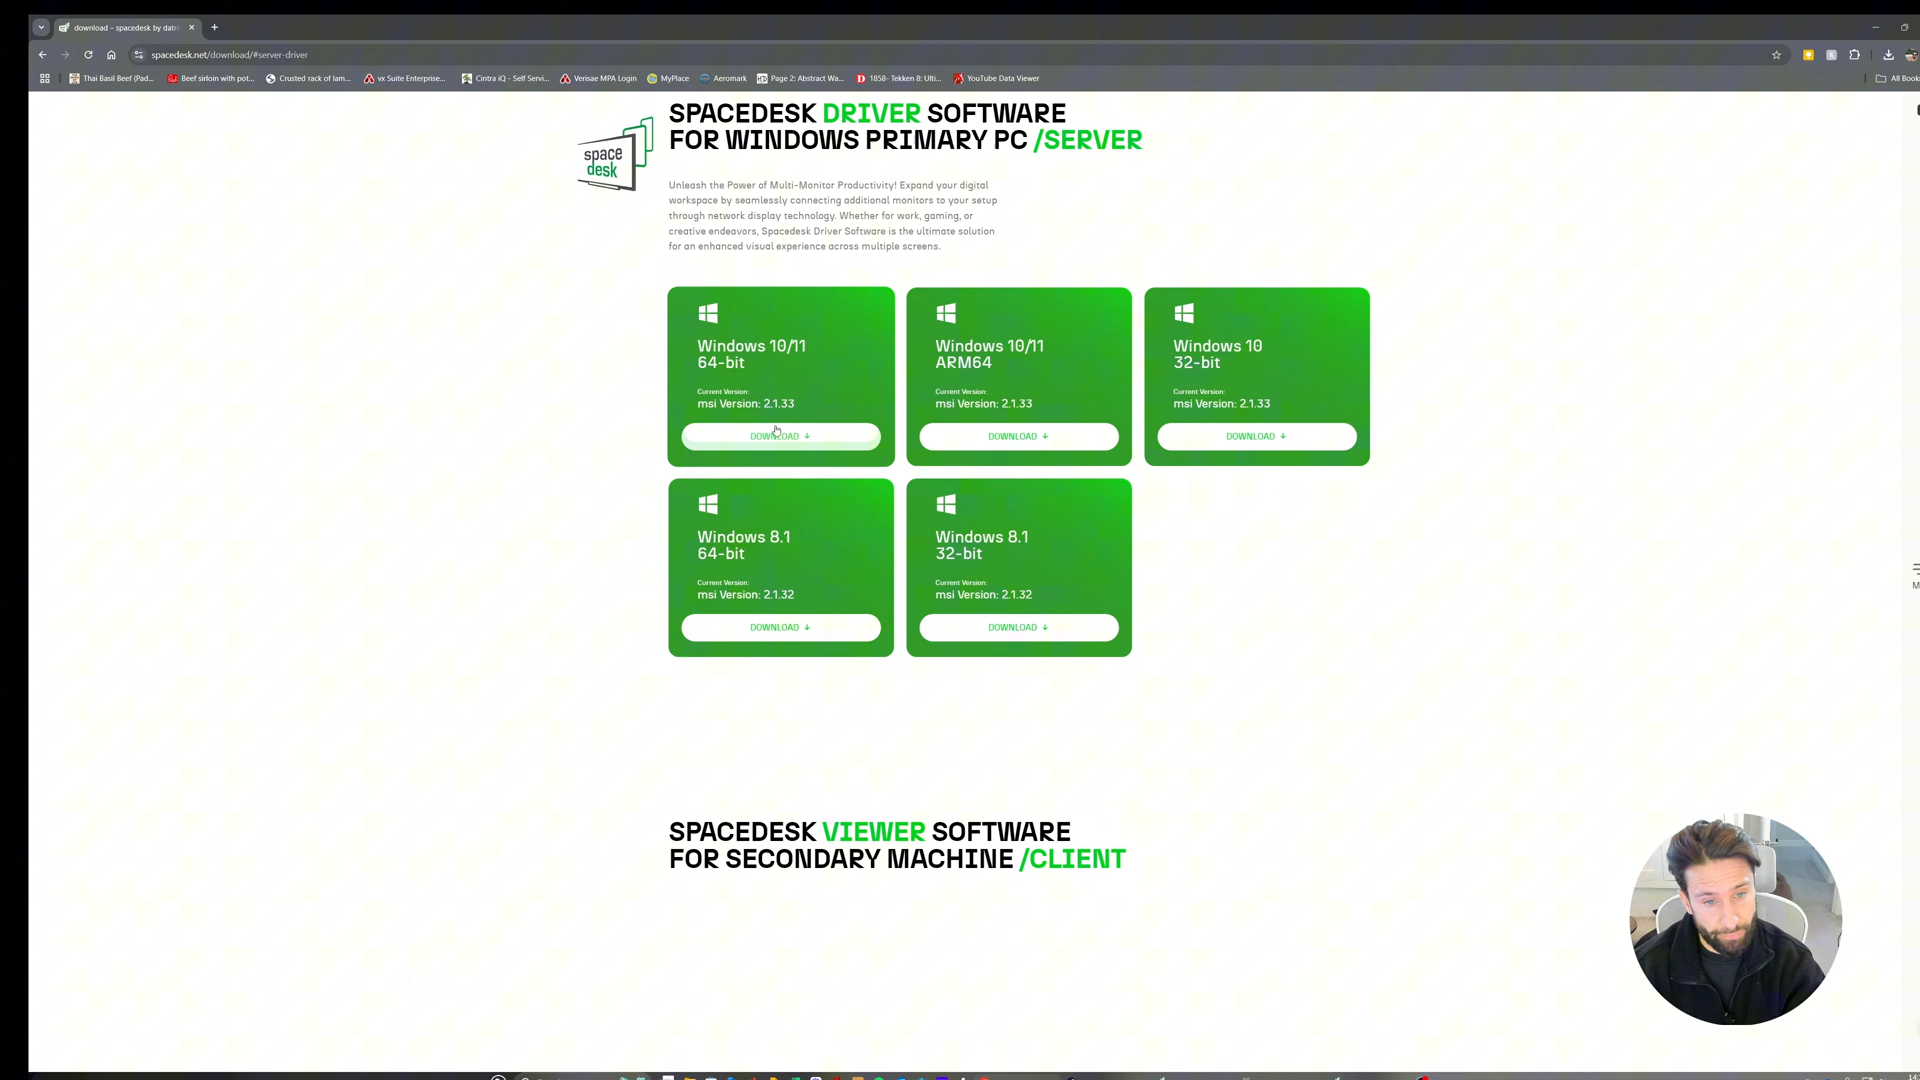 download – spacedesk by datro
spacedesk.net/download/#server-driver
Thai Basil Beef (Pad...
Beef sirloin with pot...
Crusted rack of lam...
vx Suite Enterprise...
Cintra iQ - Self Servi...
Verisae MPA Login
MyPlace
Aeromark
Page 2: Abstract Wa...
1858- Tekken 8: Ulti...
YouTube Data Viewer
All Book
SPACEDESK DRIVER SOFTWARE
FOR WINDOWS PRIMARY PC /SERVER
space
desk
Unleash the Power of Multi-Monitor Productivity! Expand your digital
workspace by seamlessly connecting additional monitors to your setup
through network display technology. Whether for work, gaming, or
creative endeavors, Spacedesk Driver Software is the ultimate solution
for an enhanced visual experience across multiple screens.
Windows 10/11
64-bit
Current Version:
msi Version: 2.1.33
DOWNLOAD
Windows 10/11
ARM64
Current Version:
msi Version: 2.1.33
DOWNLOAD
Windows 10
32-bit
Current Version:
msi Version: 2.1.33
DOWNLOAD
Windows 8.1
64-bit
Current Version:
msi Version: 2.1.32
DOWNLOAD
Windows 8.1
32-bit
Current Version:
msi Version: 2.1.32
DOWNLOAD
SPACEDESK VIEWER SOFTWARE
FOR SECONDARY MACHINE /CLIENT